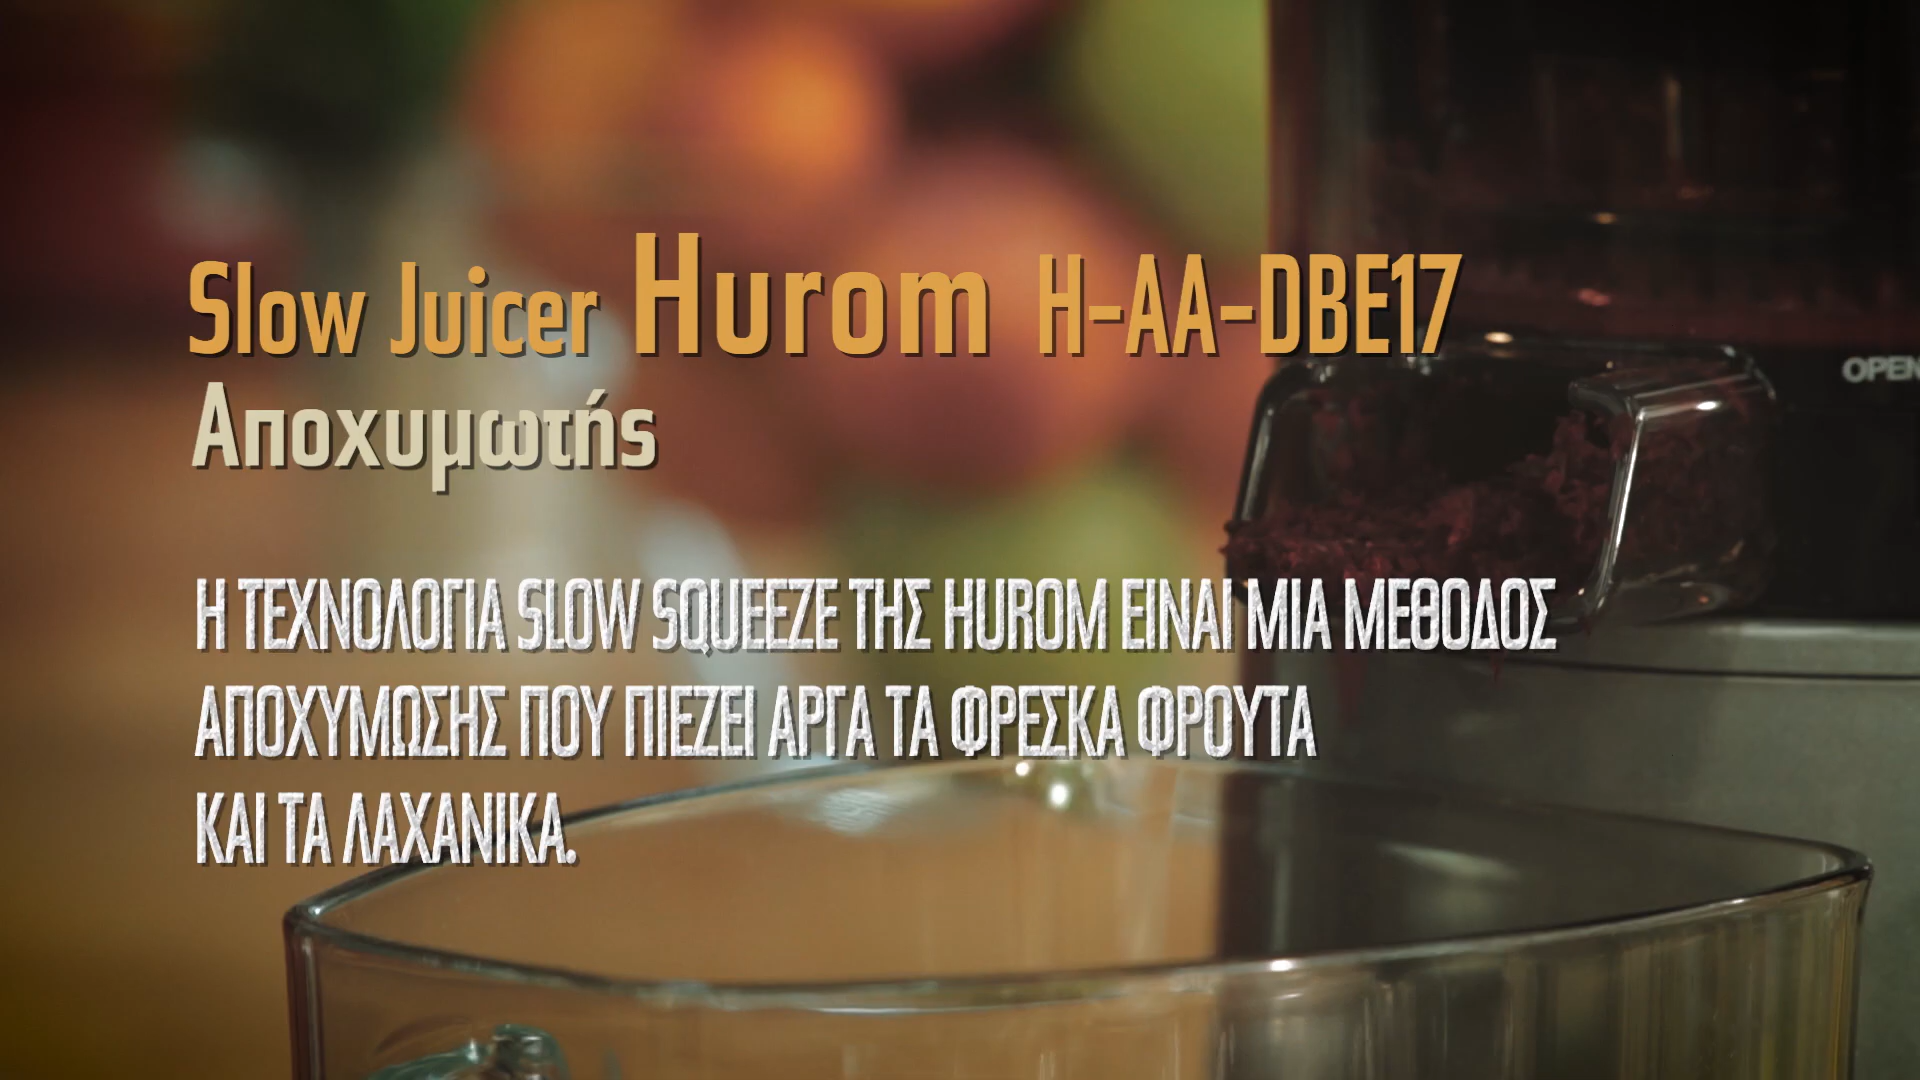 Slow Juicer Hurom H-AA-DBE17
Αποχυμωτής
Η ΤΕΧΝΟΛΟΓΙΑ SLOW SQUEEZE ΤΗΣ HUROM ΕΙΝΑΙ ΜΙΑ ΜΕΘΟΔΟΣ
ΑΠΟΧΥΜΩΣΗΣ ΠΟΥ ΠΙΕΖΕΙ ΑΡΓΑ ΤΑ ΦΡΕΣΚΑ ΦΡΟΥΤΑ
ΚΑΙ ΤΑ ΛΑΧΑΝΙΚΑ.
OPEN